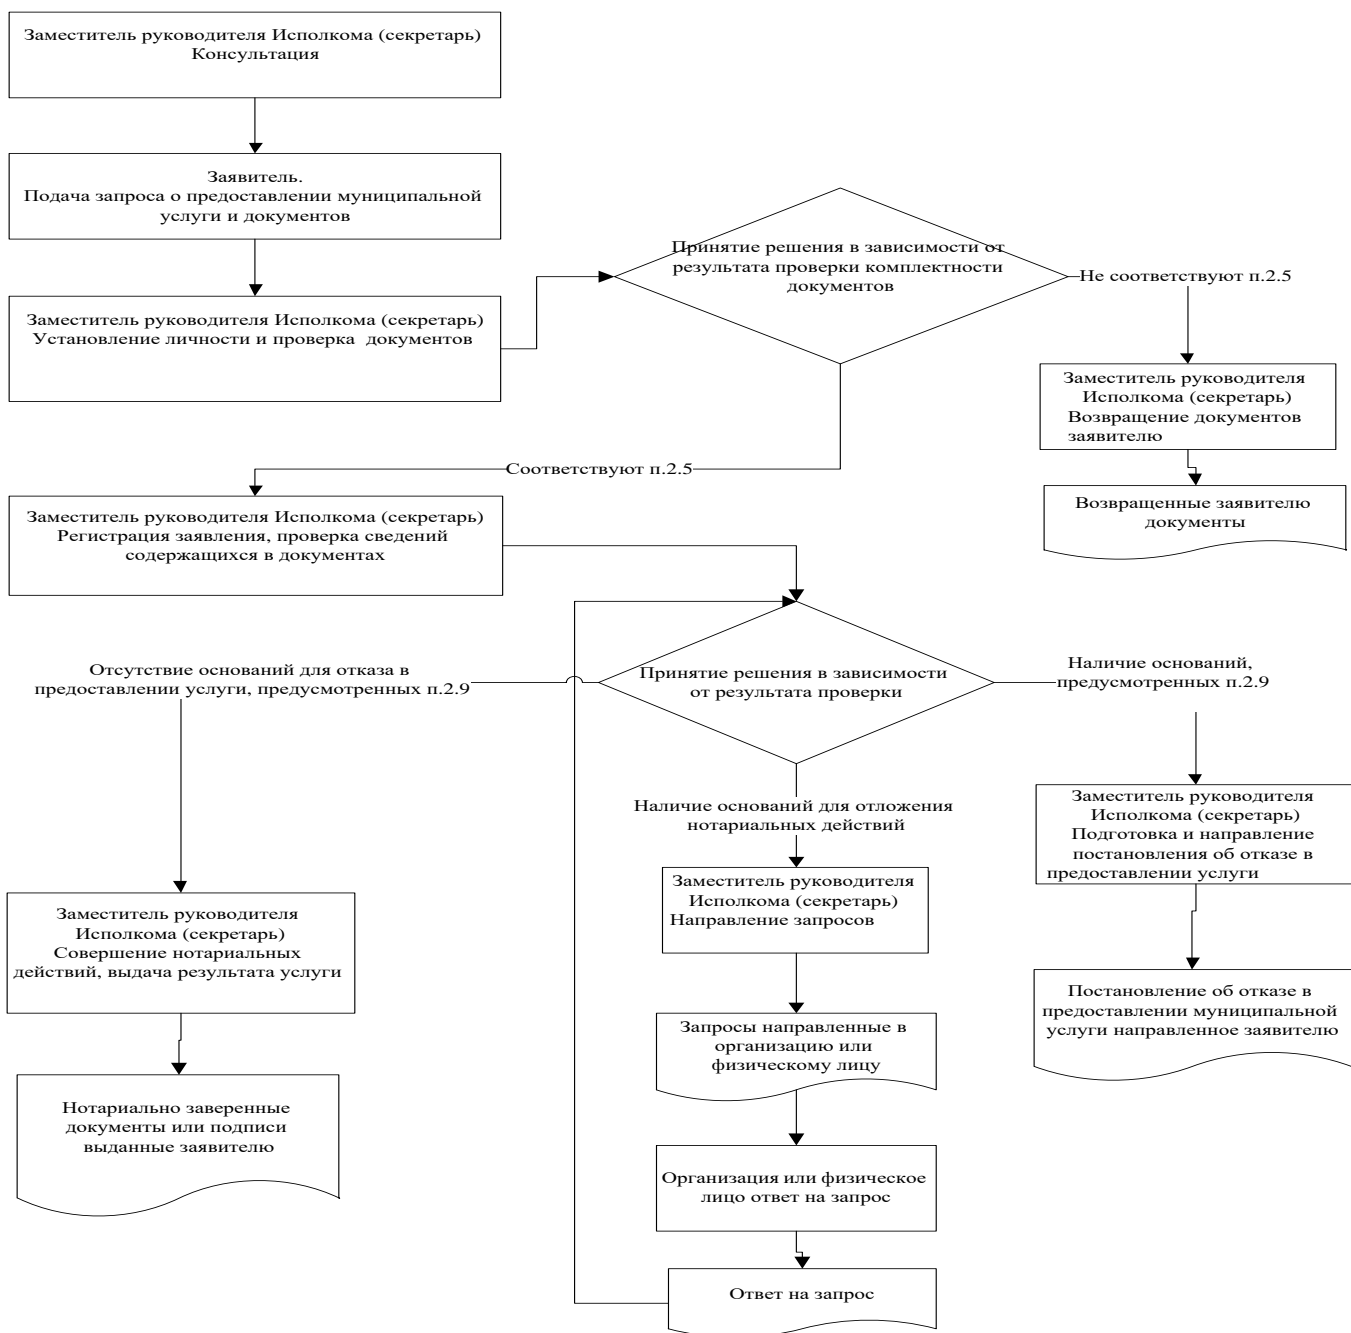 Заместитель руководителя Исполкома (секретарь)
Консультация
Заявитель.
Подача запроса о предоставлении муниципальной
услуги и документов
Принятие решения в зависимости от
результата проверки комплектности
документов
Не соответствуют п.2.5
Заместитель руководителя Исполкома (секретарь)
Установление личности и проверка документов
Заместитель руководителя
Исполкома (секретарь)
Возвращение документов
заявителю
Соответствуют п.2.5
Возвращенные заявителю
документы
Заместитель руководителя Исполкома (секретарь)
Регистрация заявления, проверка сведений
содержащихся в документах
Отсутствие оснований для отказа в
предоставлении услуги, предусмотренных п.2.9
Принятие решения в зависимости
от результата проверки
Наличие оснований,
предусмотренных п.2.9
Наличие оснований для отложения
нотариальных действий
Заместитель руководителя
Исполкома (секретарь)
Подготовка и направление
постановления об отказе в
предоставлении услуги
Заместитель руководителя
Исполкома (секретарь)
Направление запросов
Заместитель руководителя
Исполкома (секретарь)
Совершение нотариальных
действий, выдача результата услуги
Постановление об отказе в
предоставлении муниципальной
услуги направленное заявителю
Запросы направленные в
организацию или
физическому лицу
Нотариально заверенные
документы или подписи
выданные заявителю
Организация или физическое
лицо ответ на запрос
Ответ на запрос